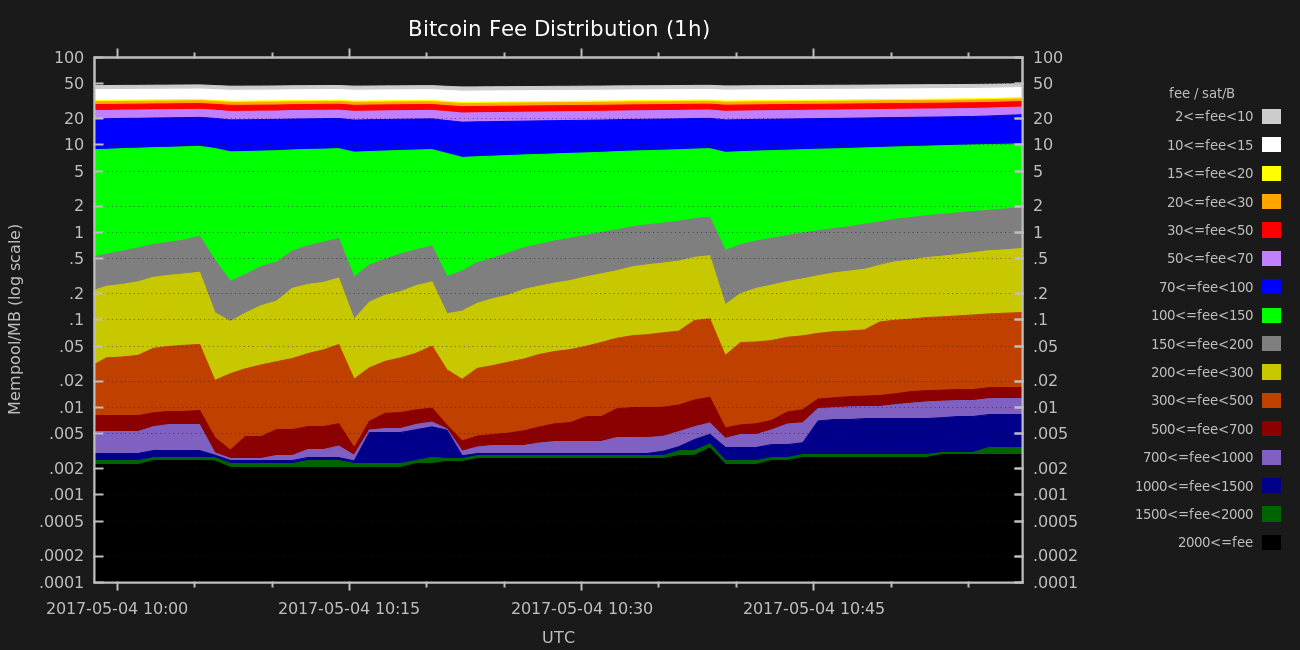 Bitcoin Fee Distribution (1h)
Mempool/MB (log scale)
100
50
20
10
5
2
1
.5
.2
.1
.05
.02
.01
.005
.002
.001
.0005
.0002
.0001
100
50
20
10
5
2
1
.5
.2
.1
.05
.02
.01
.005
.002
.001
.0005
.0002
.0001
2017-05-04 10:00 2017-05-04 10:15 2017-05-04 10:30 2017-05-04 10:45
UTC
fee / sat/B
2<=fee<10
10<=fee<15
15<=fee<20
20<=fee<30
30<=fee<50
50<=fee<70
70<=fee<100
100<=fee<150
150<=fee<200
200<=fee<300
300<=fee<500
500<=fee<700
700<=fee<1000
1000<=fee<1500
1500<=fee<2000
2000<=fee